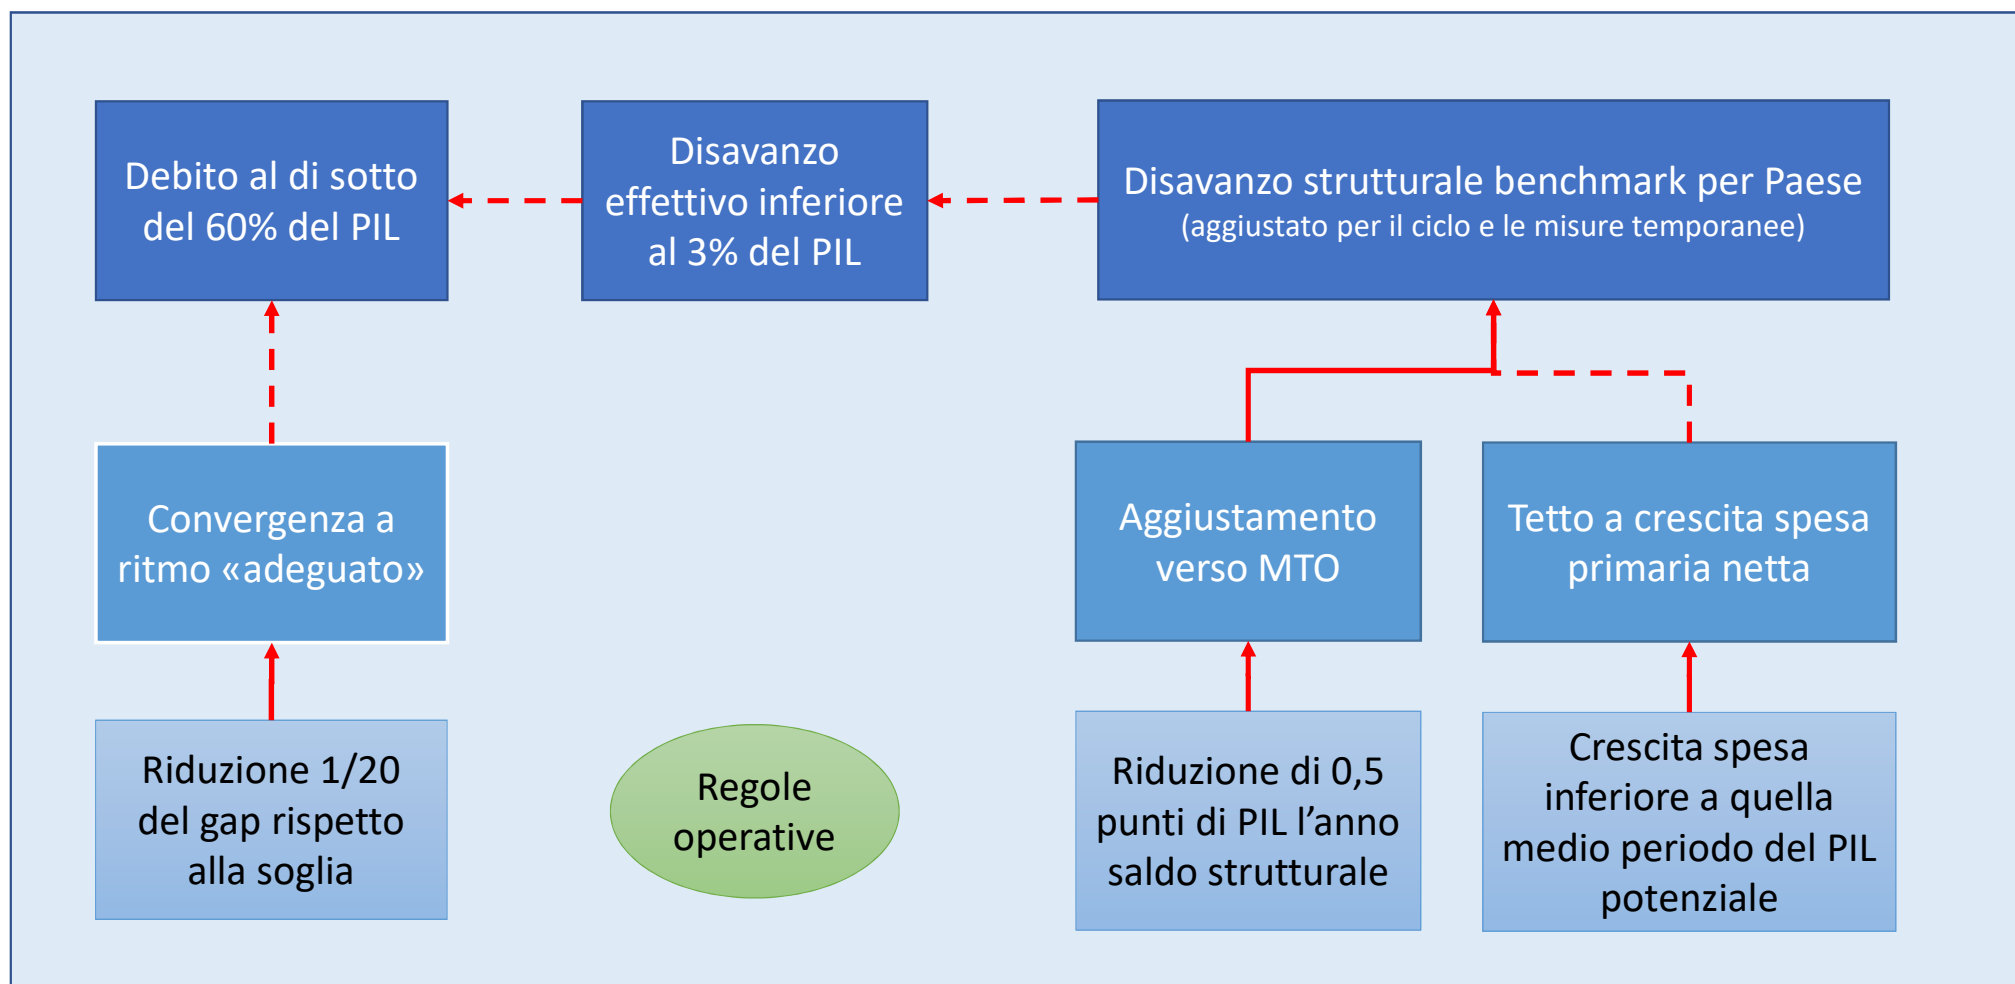 Debito al di sotto
del 60% del PIL
Disavanzo
effettivo inferiore
al 3% del PIL
Disavanzo strutturale benchmark per Paese
(aggiustato per il ciclo e le misure temporanee)
Convergenza a
ritmo «adeguato»
Aggiustamento
verso MTO
Tetto a crescita spesa
primaria netta
Riduzione 1/20
del gap rispetto
alla soglia
Regole
operative
Riduzione di 0,5
punti di PIL l’anno
saldo strutturale
Crescita spesa
inferiore a quella
medio periodo del PIL
potenziale